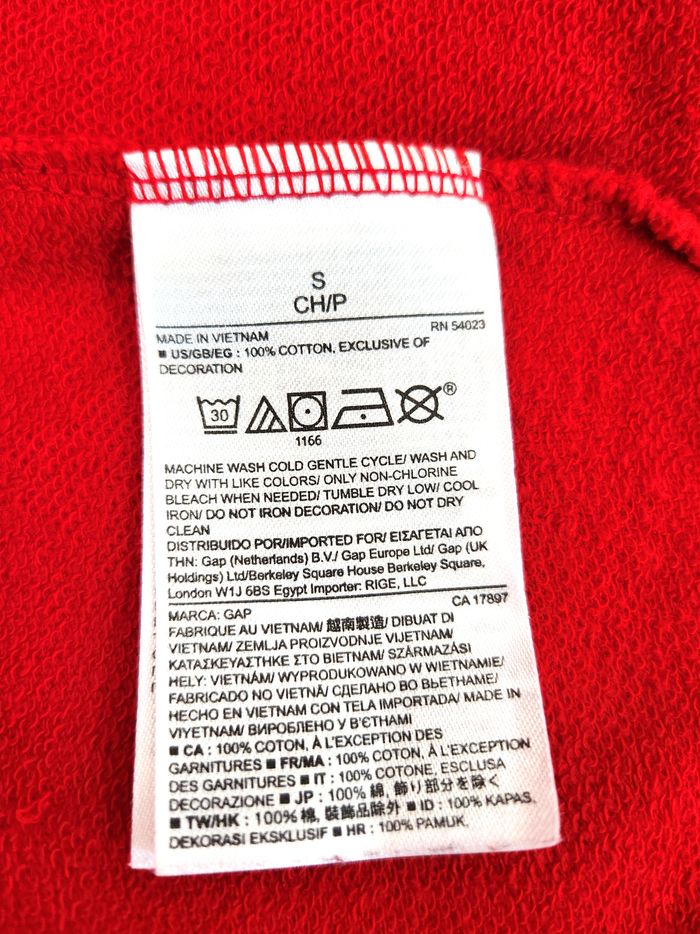 S
CH/P
RN 54023
MADE IN VIETNAM
■ US/GB/EG : 100% COTTON, EXCLUSIVE OF
DECORATION
30
®
1166
MACHINE WASH COLD GENTLE CYCLE/ WASH AND
DRY WITH LIKE COLORS/ ONLY NON-CHLORINE
BLEACH WHEN NEEDED/ TUMBLE DRY LOW/ COOL
IRON/ DO NOT IRON DECORATION/ DO NOT DRY
CLEAN
DISTRIBUIDO POR/IMPORTED FOR/ ΕΙΣΑΓΕΤΑΙ ΑΠΟ
ΤΗΝ: Gap (Netherlands) B.V./ Gap Europe Ltd/ Gap (UK
Holdings) Ltd/Berkeley Square House Berkeley Square,
London W1J 6BS Egypt Importer: RIGE, LLC
CA 17897
MARCA: GAP
FABRIQUE AU VIETNAM/ 越南製造/ DIBUAT DI
VIETNAM/ ZEMLJA PROIZVODNJE VIJETNAM/
ΚΑΤΑΣΚΕΥΑΣΤΗΚΕ ΣΤΟ ΒΙΕΤΝΑΜ/ SZÁRMAZÁSI
HELY: VIETNÁM/ WYPRODUKOWANO W WIETNAMIE/
FABRICADO NO VIETNÃ/ СДЕЛАНО ВО ВЬЕТНАМЕ/
HECHO EN VIETNAM CON TELA IMPORTADA/ MADE IN
VIYETNAM/ ВИРОБЛЕНО У В'ЄТНАМІ
■ CA : 100% COTON, À L'EXCEPTION DES
GARNITURES ■ FR/MA : 100% COTON, À L'EXCEPTION
DES GARNITURES ■ IT : 100% COTONE, ESCLUSA
DECORAZIONE ■ JP : 100% 綿, 飾り部分を除く
■ TW/HK : 100% 棉, 裝飾品除外 ■ ID : 100% KAPAS,
DEKORASI EKSKLUSIF ■ HR : 100% PAMUK,